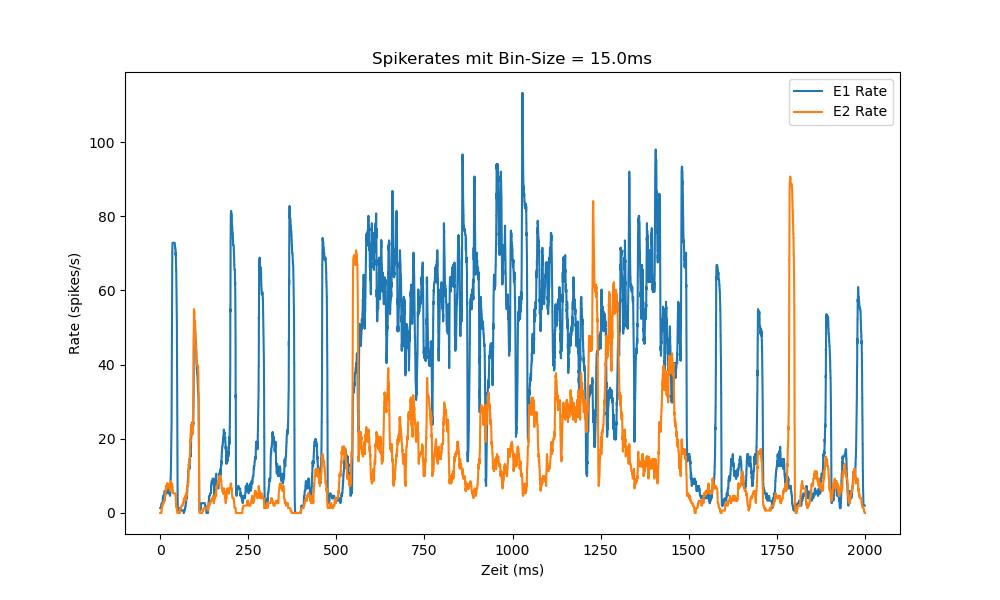 Spikerates mit Bin-Size = 15.0ms
E1 Rate
E2 Rate
Rate (spikes/s)
100
80
60
40
20
0
0 250 500 750 1000 1250 1500 1750 2000
Zeit (ms)